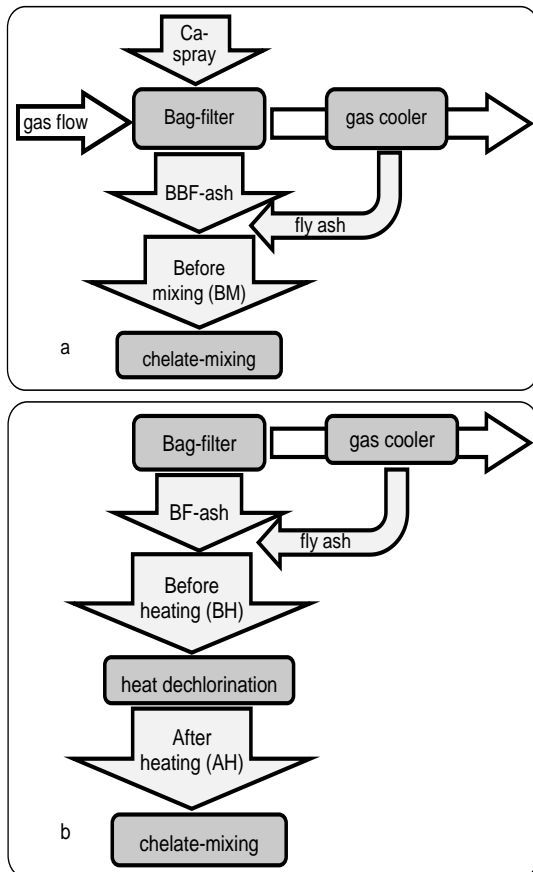 Ca-
spray
gas flow
Bag-filter
gas cooler
BBF-ash
fly ash
Before
mixing (BM)
a
chelate-mixing
Bag-filter
gas cooler
BF-ash
fly ash
Before
heating (BH)
heat dechlorination
After
heating (AH)
b
chelate-mixing